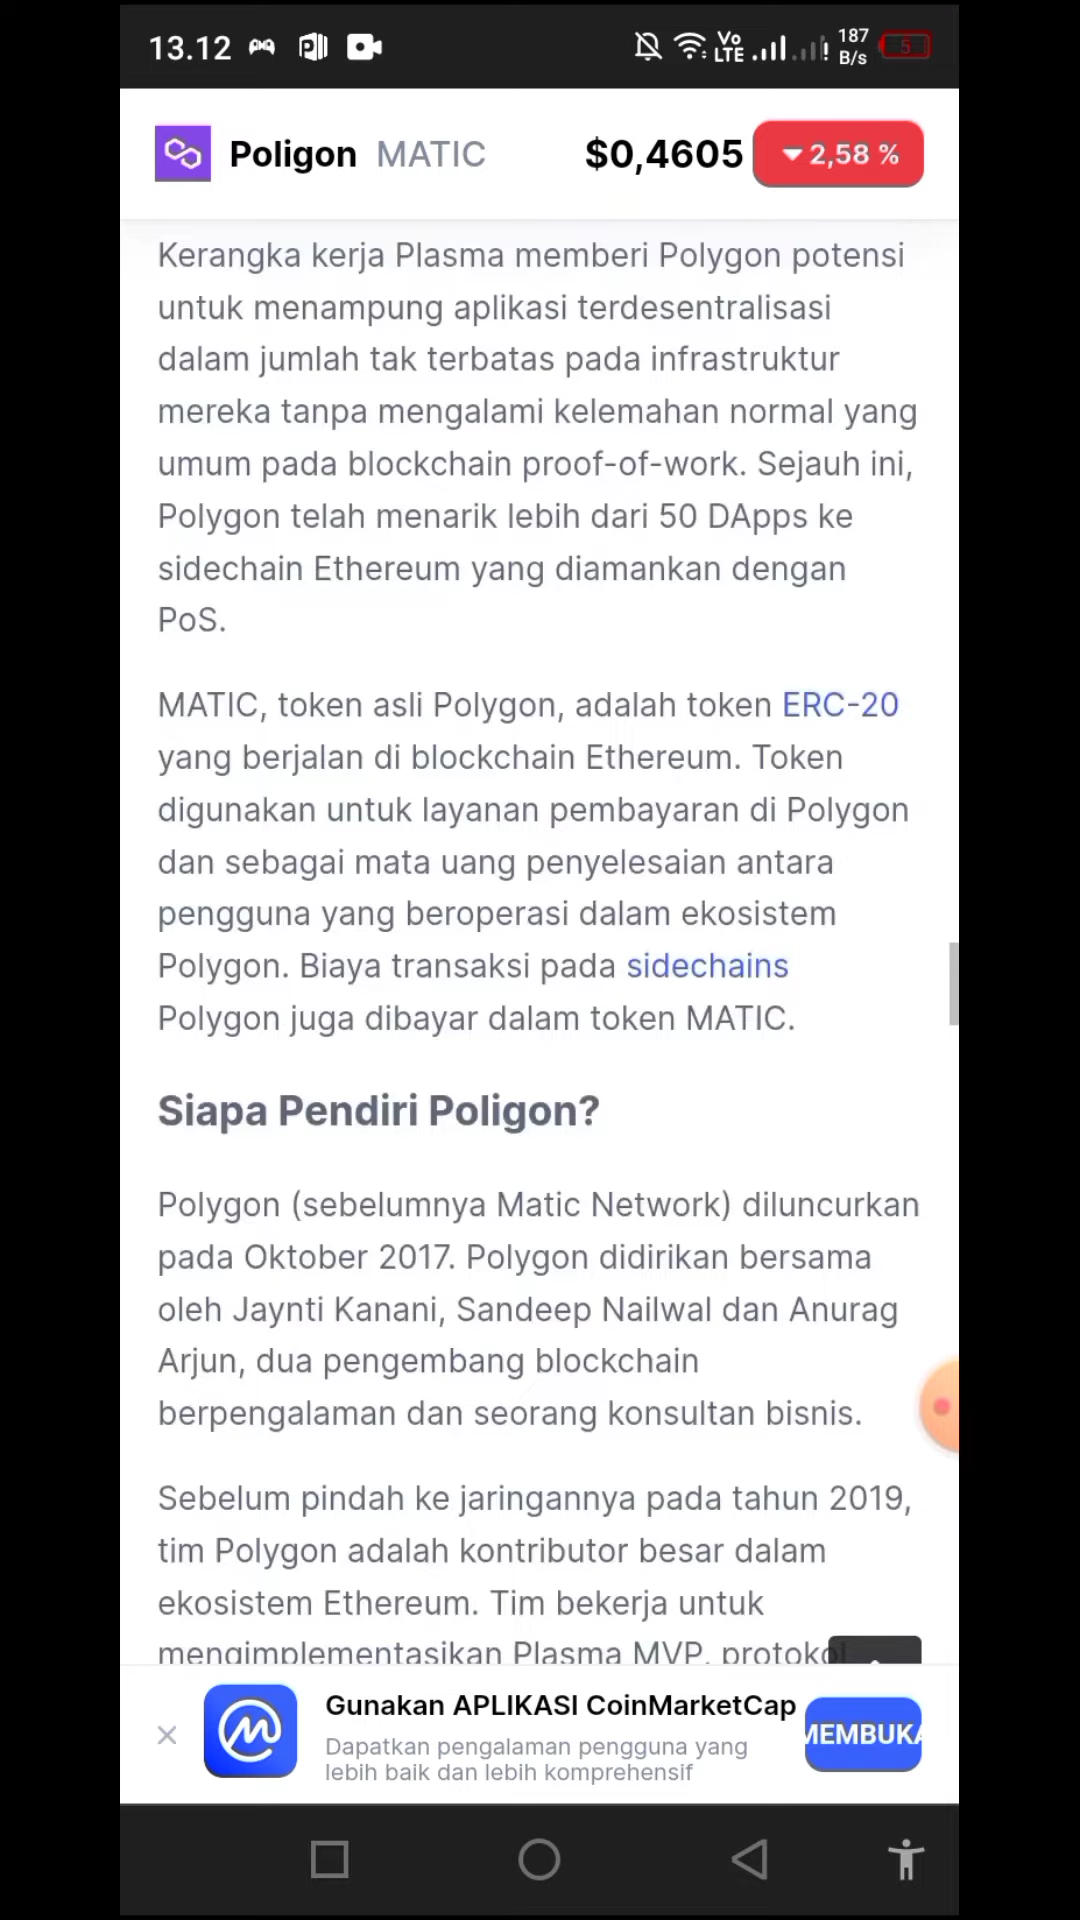 13.12 Vo LTE 187 B/s 5
Poligon MATIC $0,4605 2,58 %
Kerangka kerja Plasma memberi Polygon potensi
untuk menampung aplikasi terdesentralisasi
dalam jumlah tak terbatas pada infrastruktur
mereka tanpa mengalami kelemahan normal yang
umum pada blockchain proof-of-work. Sejauh ini,
Polygon telah menarik lebih dari 50 DApps ke
sidechain Ethereum yang diamankan dengan
PoS.
MATIC, token asli Polygon, adalah token ERC-20
yang berjalan di blockchain Ethereum. Token
digunakan untuk layanan pembayaran di Polygon
dan sebagai mata uang penyelesaian antara
pengguna yang beroperasi dalam ekosistem
Polygon. Biaya transaksi pada sidechains
Polygon juga dibayar dalam token MATIC.
Siapa Pendiri Poligon?
Polygon (sebelumnya Matic Network) diluncurkan
pada Oktober 2017. Polygon didirikan bersama
oleh Jaynti Kanani, Sandeep Nailwal dan Anurag
Arjun, dua pengembang blockchain
berpengalaman dan seorang konsultan bisnis.
Sebelum pindah ke jaringannya pada tahun 2019,
tim Polygon adalah kontributor besar dalam
ekosistem Ethereum. Tim bekerja untuk
mengimplementasikan Plasma MVP, protokol
Gunakan APLIKASI CoinMarketCap
Dapatkan pengalaman pengguna yang
lebih baik dan lebih komprehensif
MEMBUKA